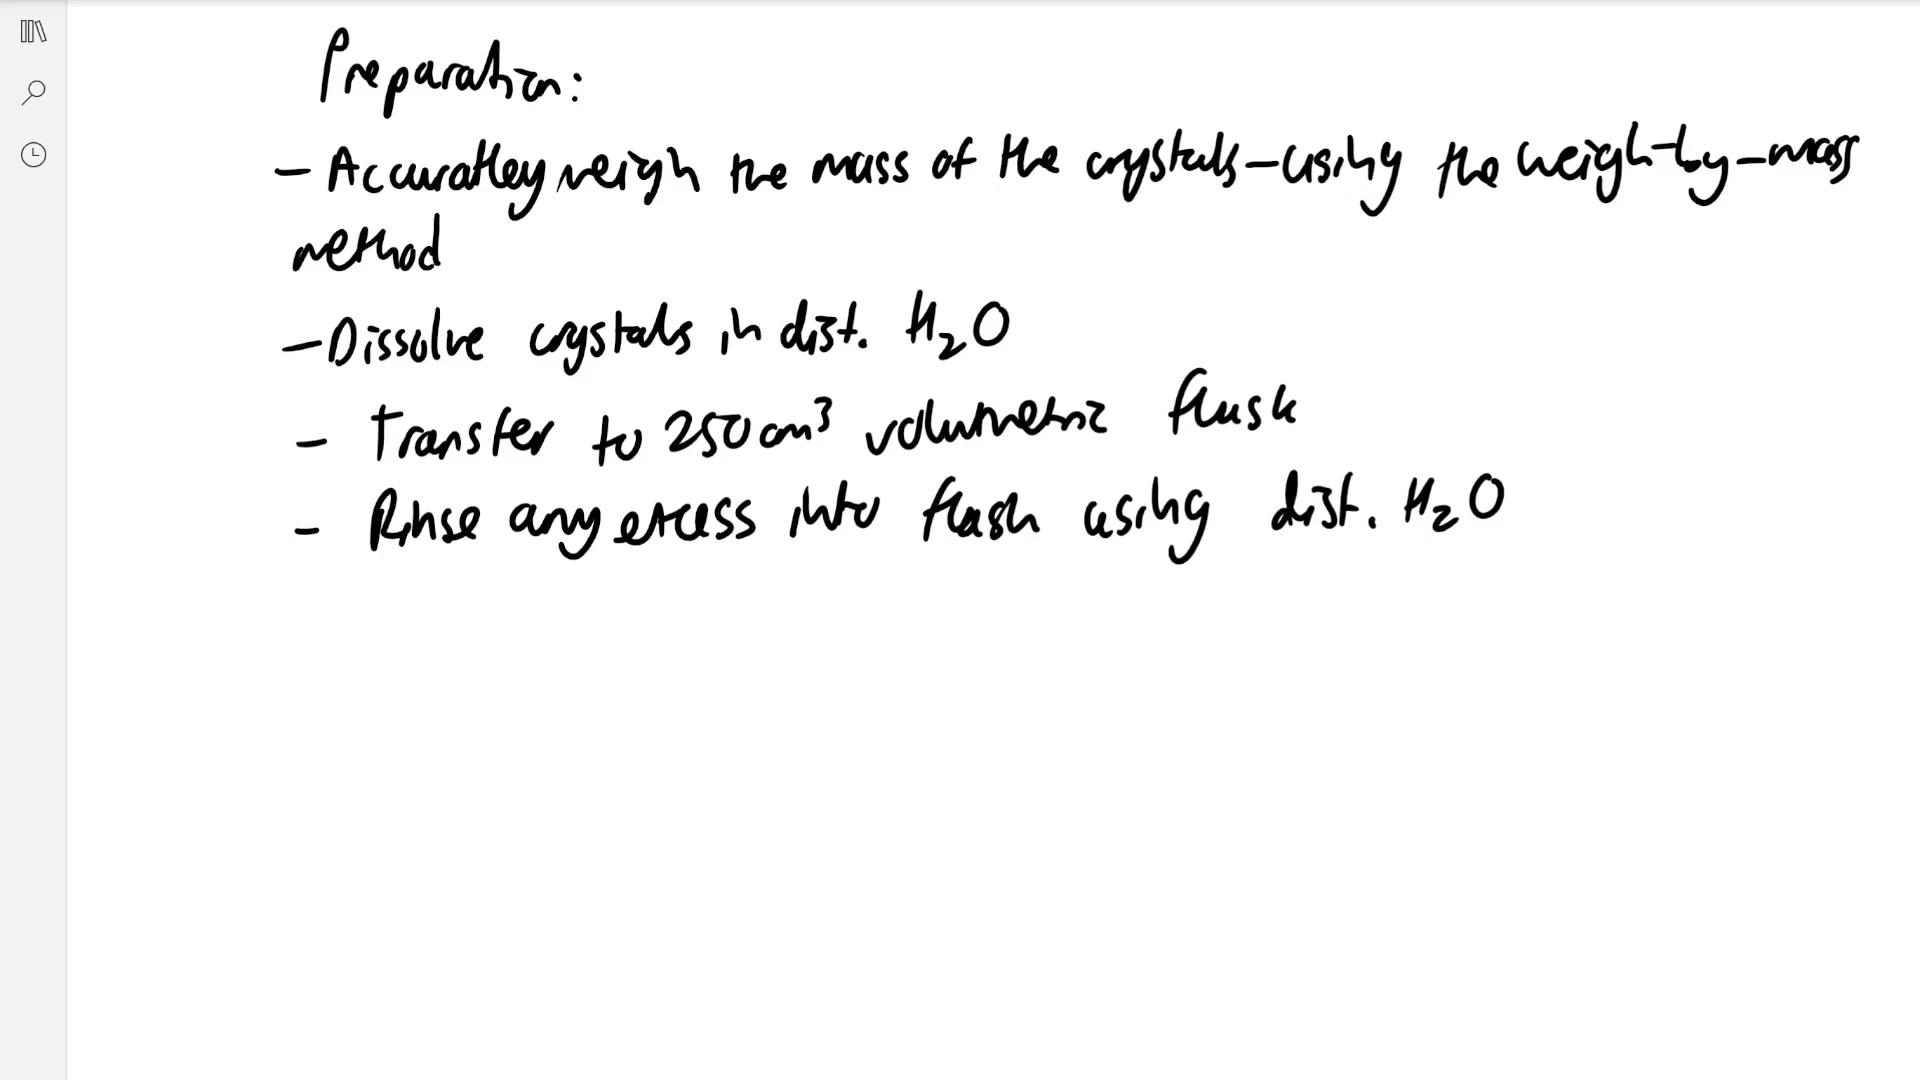 Preparation:
- Accuratley weigh the mass of the crystals - using the weigh-by-mass
method
- Dissolve crystals in dist. H₂O
- Transfer to 250cm³ volumetric flask
- Rinse any excess into flash using dist. H₂O